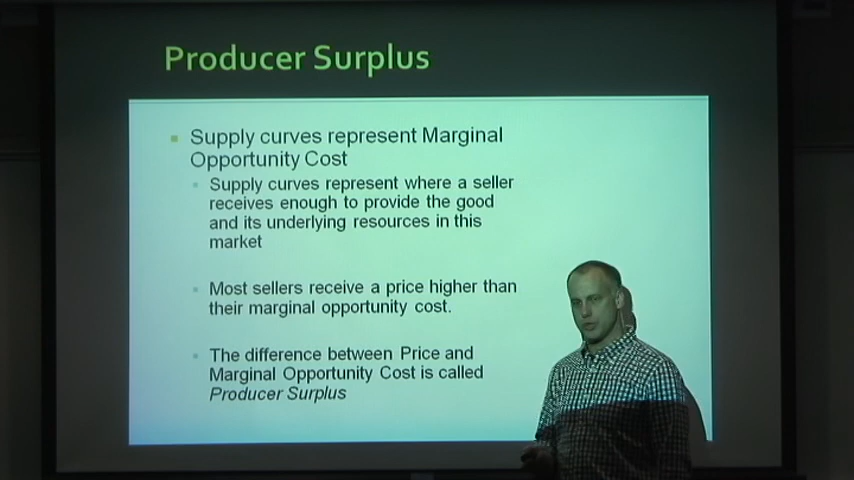 Producer Surplus
Supply curves represent Marginal
Opportunity Cost
Supply curves represent where a seller
receives enough to provide the good
and its underlying resources in this
market
Most sellers receive a price higher than
their marginal opportunity cost.
The difference between Price and
Marginal Opportunity Cost is called
Producer Surplus